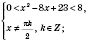 0<x²−8x+23<8,
x≠πk/2, k∈Z;